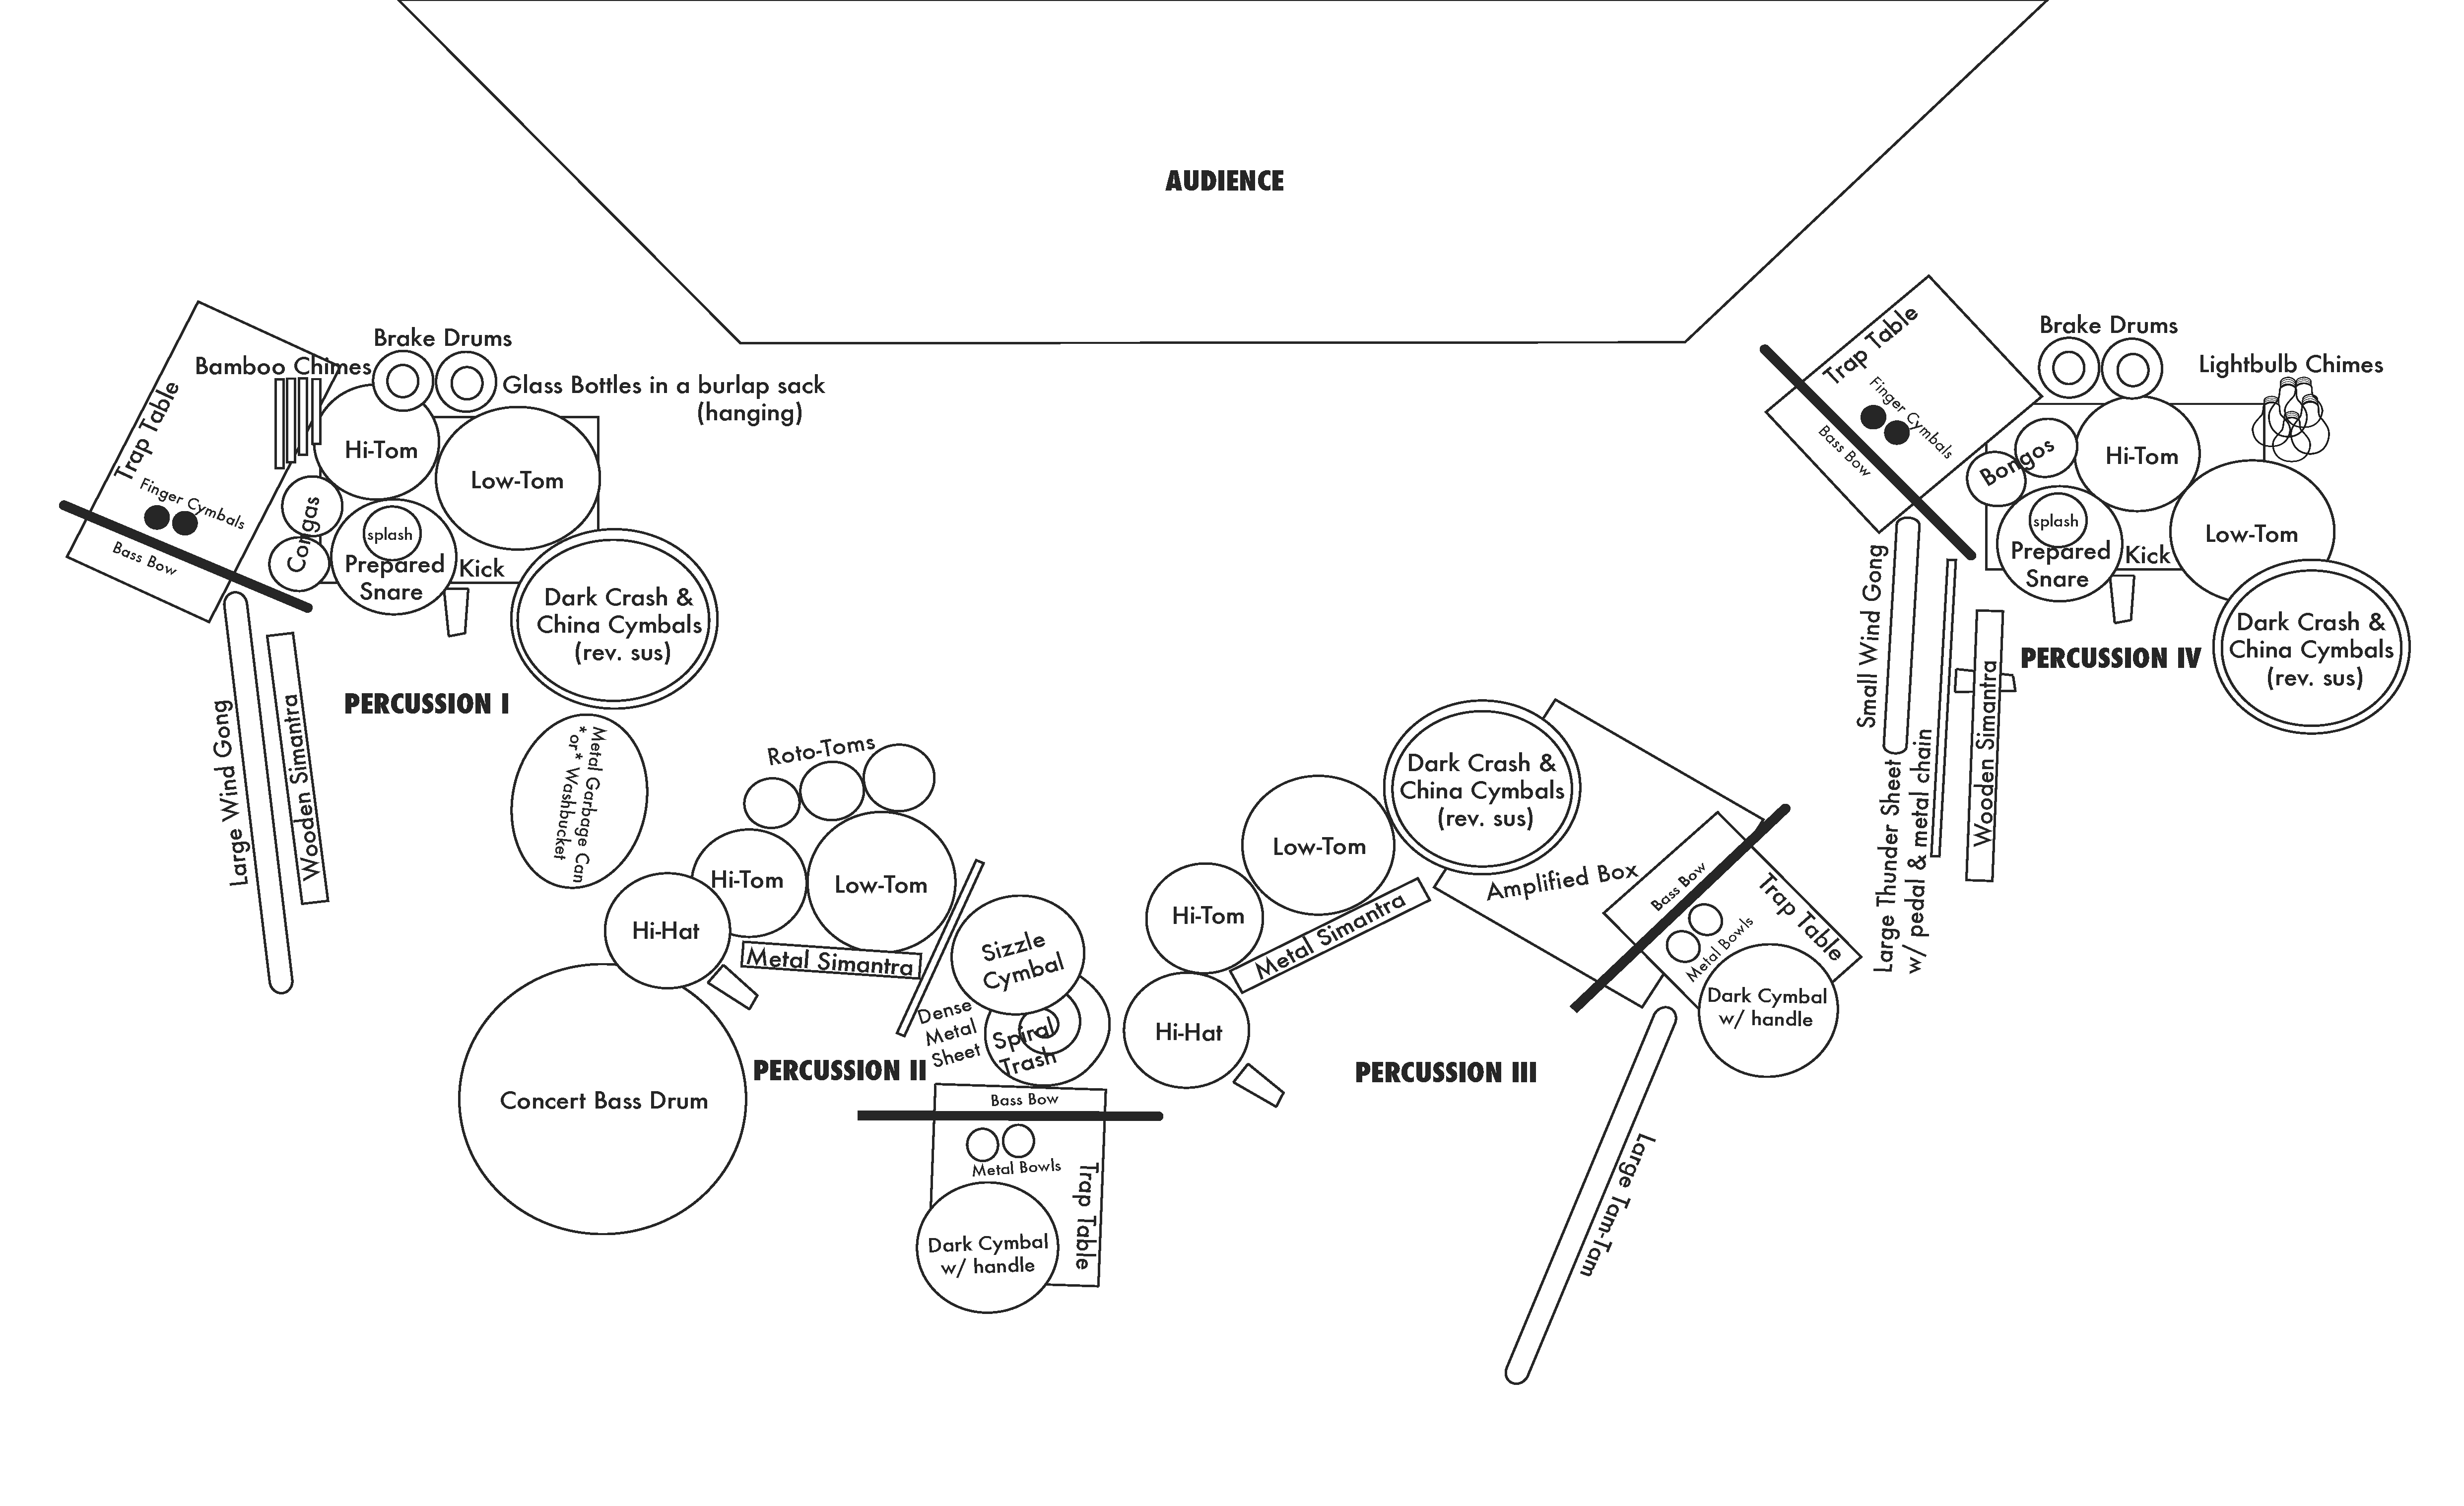 AUDIENCE
Brake Drums
Bamboo Chimes
Glass Bottles in a burlap sack
(hanging)
Trap Table
Hi-Tom
Low-Tom
Finger Cymbals
Congas
splash
Prepared
Snare
Kick
Bass Bow
Dark Crash &
China Cymbals
(rev. sus)
PERCUSSION I
Large Wind Gong
Wooden Simantra
Metal Garbage Can
*or* Washbucket
Roto-Toms
Hi-Tom
Low-Tom
Hi-Hat
Metal Simantra
Sizzle
Cymbal
Dense
Metal
Sheet
Spiral
Trash
PERCUSSION II
Concert Bass Drum
Bass Bow
Metal Bowls
Trap Table
Dark Cymbal
w/ handle
Dark Crash &
China Cymbals
(rev. sus)
Low-Tom
Hi-Tom
Metal Simantra
Amplified Box
Hi-Hat
PERCUSSION III
Bass Bow
Metal Bowls
Trap Table
Dark Cymbal
w/ handle
Large Tam-Tam
Trap Table
Finger Cymbals
Bass Bow
Brake Drums
Lightbulb Chimes
Bongos
Hi-Tom
Low-Tom
splash
Prepared
Snare
Kick
Small Wind Gong
Large Thunder Sheet
w/ pedal & metal chain
Wooden Simantra
PERCUSSION IV
Dark Crash &
China Cymbals
(rev. sus)